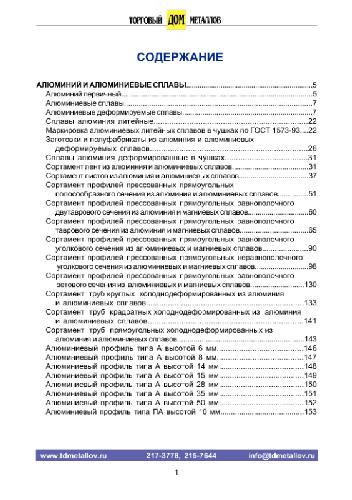 ТОРГОВЫЙ ДОМ МЕТАЛЛОВ
СОДЕРЖАНИЕ
АЛЮМИНИЙ И АЛЮМИНИЕВЫЕ СПЛАВЫ....................5
Алюминий первичный....................5
Алюминиевые сплавы....................7
Алюминиевые деформируемые сплавы....................7
Сплавы алюминия литейные....................22
Маркировка алюминиевых литейных сплавов в чушках по ГОСТ 1573-93....22
Заготовки и полуфабрикаты из алюминия и алюминиевых
деформируемых сплавов....................26
Сплавы алюминия деформированные в чушках....................31
Сортамент лент из алюминия и алюминиевых сплавов....................31
Сортамент листов из алюминия и алюминиевых сплавов....................37
Сортамент профилей прессованных прямоугольных
полособразного сечения из алюминия и алюминиевых сплавов............51
Сортамент профилей прессованных прямоугольных равнополочного
двутаврового сечения из алюминия и магниевых сплавов....................60
Сортамент профилей прессованных прямоугольных равнополочного
таврового сечения из алюминия и магниевых сплавов....................65
Сортамент профилей прессованных прямоугольных равнополочного
уголкового сечения из алюминиевых и магниевых сплавов....................90
Сортамент профилей прессованных прямоугольных неравнополочного
уголкового сечения из алюминиевых и магниевых сплавов....................96
Сортамент профилей прессованных прямоугольных равнополочного
зетового сечения из алюминиевых и магниевых сплавов....................130
Сортамент труб круглых холоднодеформированных из алюминия
и алюминиевых сплавов....................133
Сортамент труб квадратных холоднодеформированных из алюминия
и алюминиевых сплавов....................141
Сортамент труб прямоугольных холоднодеформированных из
алюминия и алюминиевых сплавов....................143
Алюминиевый профиль типа А высотой 6 мм....................146
Алюминиевый профиль типа А высотой 8 мм....................147
Алюминиевый профиль типа А высотой 14 мм....................148
Алюминиевый профиль типа А высотой 15 мм....................149
Алюминиевый профиль типа А высотой 28 мм....................150
Алюминиевый профиль типа А высотой 35 мм....................151
Алюминиевый профиль типа А высотой 50 мм....................152
Алюминиевый профиль типа ПА высотой 10 мм....................153
www.tdmetallov.ru 217-3778, 215-7644 info@tdmetallov.ru
1